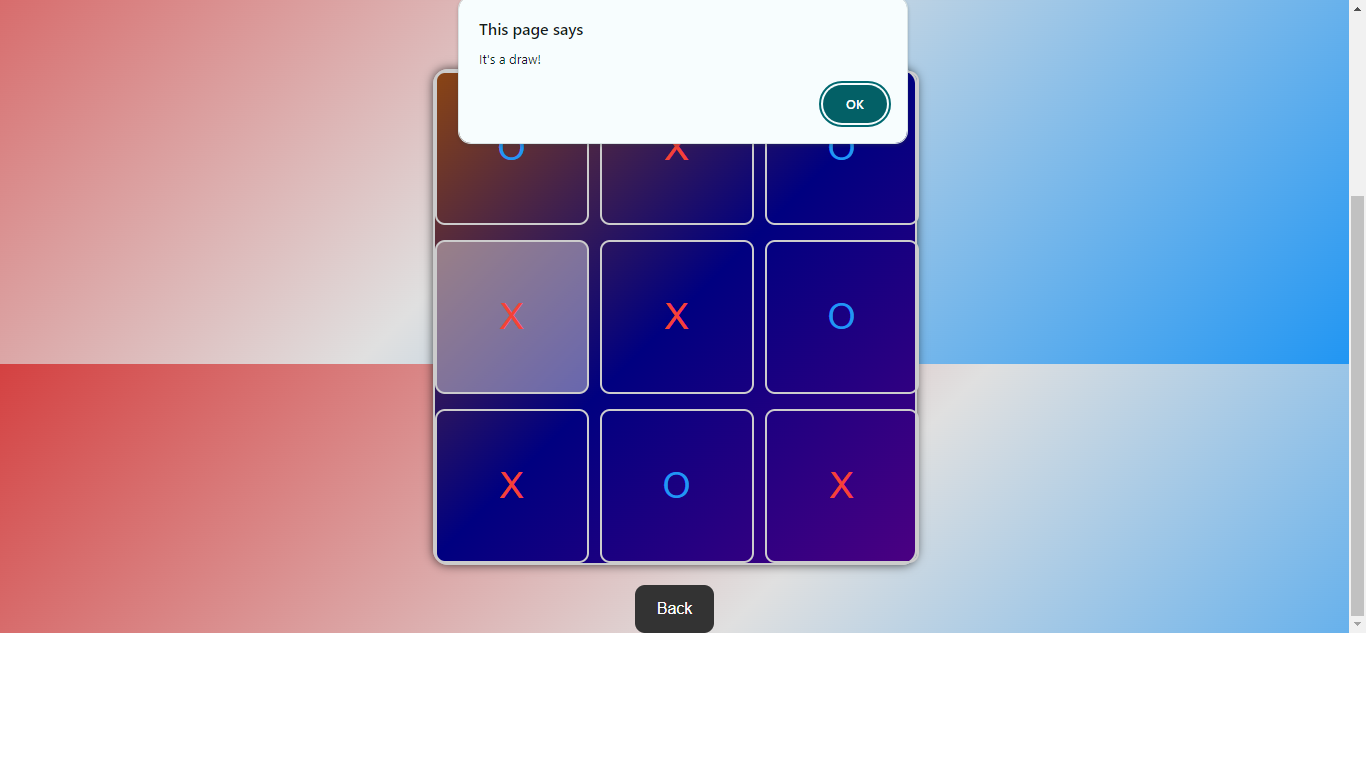 This page says
It's a draw!
OK
O X O
X X O
X O X
Back